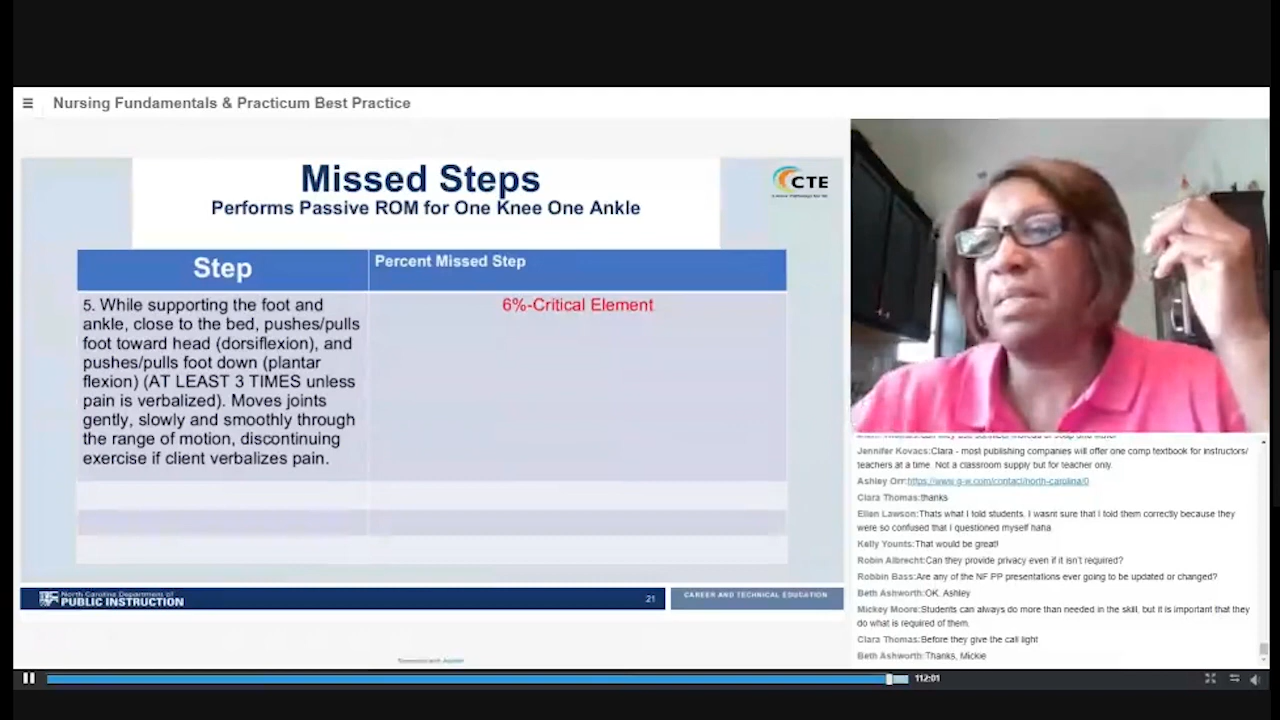 Nursing Fundamentals & Practicum Best Practice
Missed Steps
Performs Passive ROM for One Knee One Ankle
CTE
Step
Percent Missed Step
5. While supporting the foot and
ankle, close to the bed, pushes/pulls
foot toward head (dorsiflexion), and
pushes/pulls foot down (plantar
flexion) (AT LEAST 3 TIMES unless
pain is verbalized). Moves joints
gently, slowly and smoothly through
the range of motion, discontinuing
exercise if client verbalizes pain.
6%-Critical Element
North Carolina Department of
PUBLIC INSTRUCTION
21
CAREER AND TECHNICAL EDUCATION
Jennifer Kovacs:Clara - most publishing companies will offer one comp textbook for instructors/
teachers at a time. Not a classroom supply but for teacher only.
Ashley Orr:https://www.g-w.com/contact/north-carolina/0
Clara Thomas:thanks
Ellen Lawson:Thats what I told students, I wasnt sure that I told them correctly because they
were so confused that I questioned myself haha
Kelly Younts:That would be great!
Robin Albrecht:Can they provide privacy even if it isn't required?
Robbin Bass:Are any of the NF PP presentations ever going to be updated or changed?
Beth Ashworth:OK, Ashley
Mickey Moore:Students can always do more than needed in the skill, but it is important that they
do what is required of them.
Clara Thomas:Before they give the call light
Beth Ashworth:Thanks, Mickie
112:01